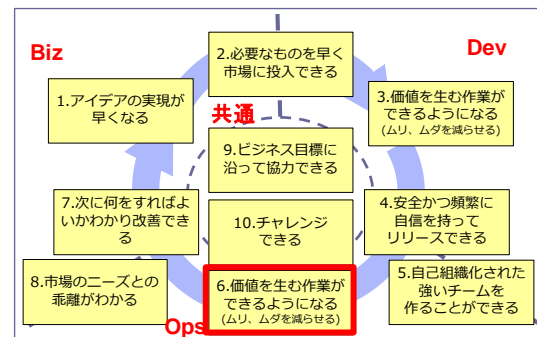 Biz
Dev
2.必要なものを早く
市場に投入できる
1.アイデアの実現が
早くなる
3.価値を生む作業が
できるようになる
(ムリ、ムダを減らせる)
共通
9.ビジネス目標に
沿って協力できる
7.次に何をすればよ
いかわかり改善でき
る
10.チャレンジ
できる
4.安全かつ頻繁に
自信を持って
リリースできる
8.市場のニーズとの
乖離がわかる
6.価値を生む作業が
できるようになる
(ムリ、ムダを減らせる)
5.自己組織化された
強いチームを
作ることができる
Ops